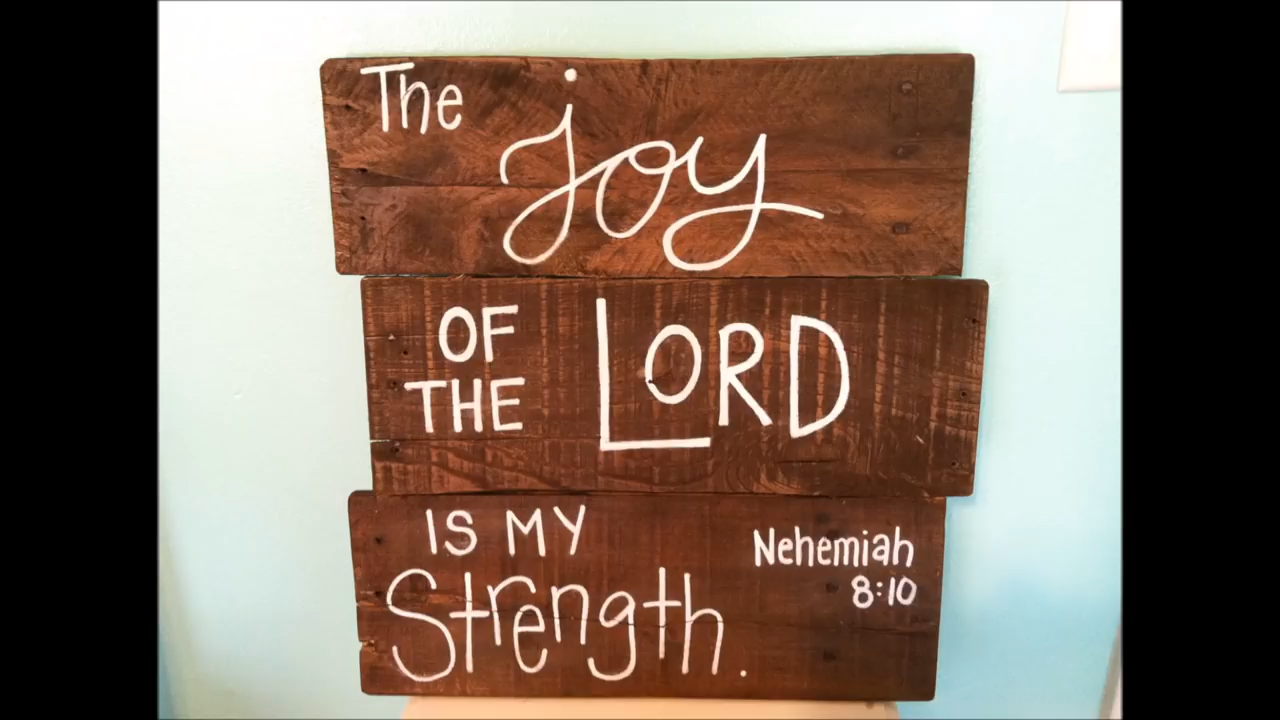 The joy
OF
THE LORD
IS MY
Strength.
Nehemiah
8:10